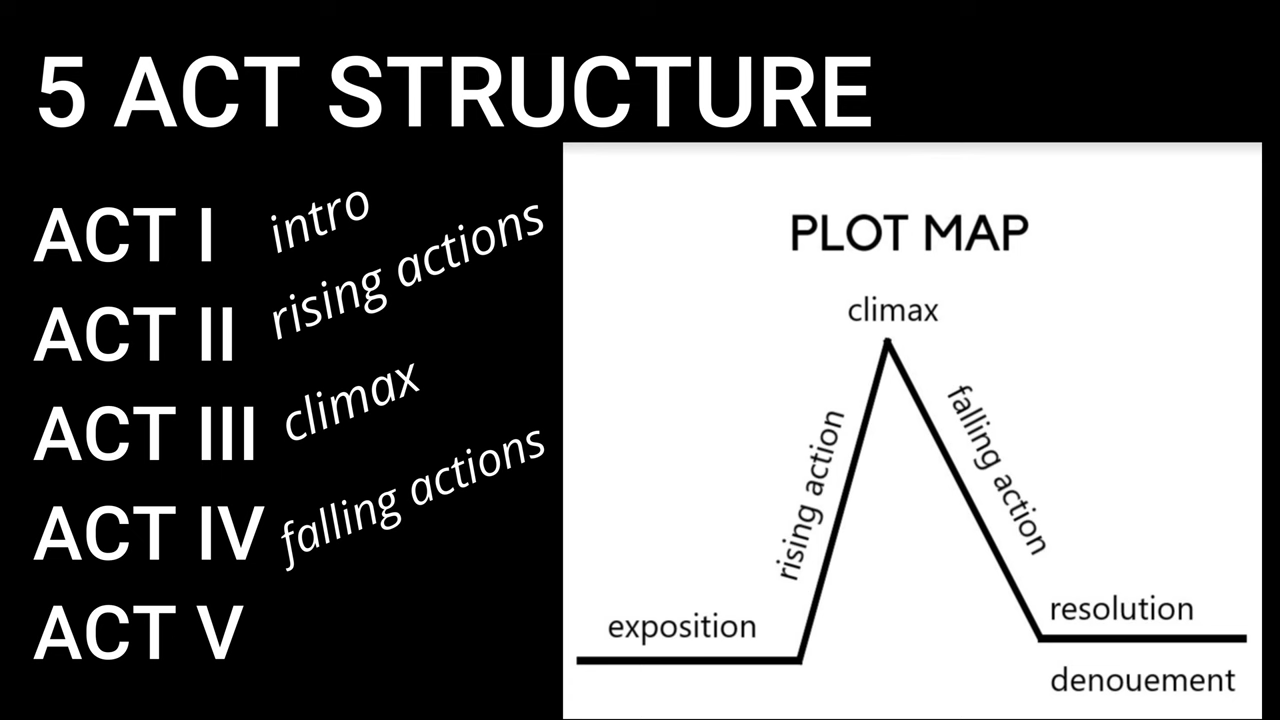 5 ACT STRUCTURE
ACT I intro
ACT II rising actions
ACT III climax
ACT IV falling actions
ACT V
PLOT MAP
climax
rising action
falling action
exposition
resolution
denouement